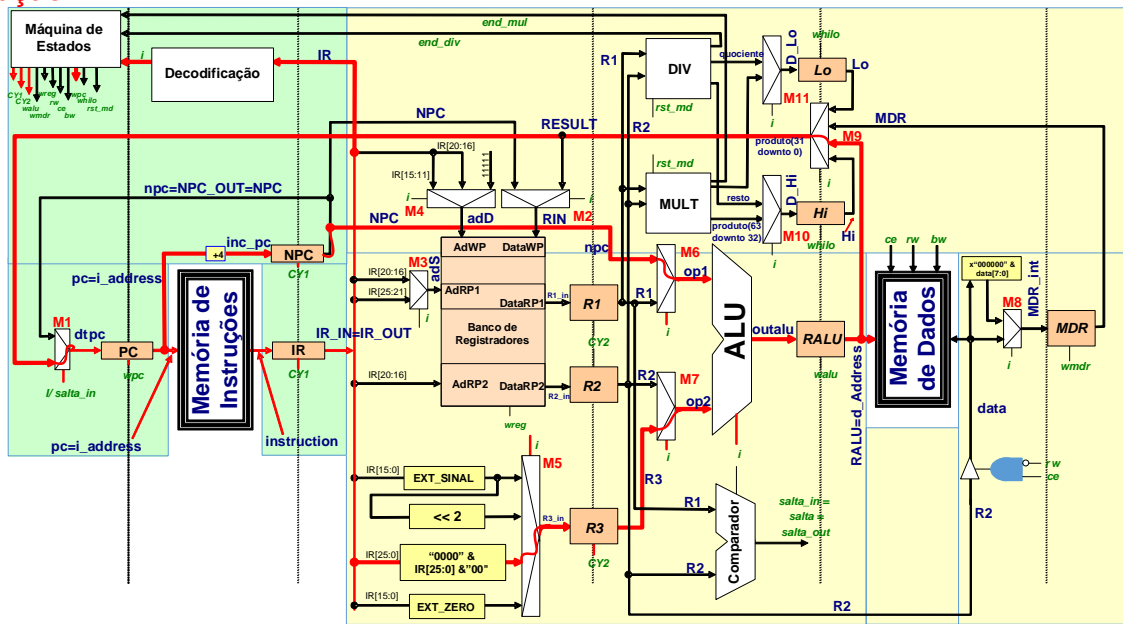 Máquina de
Estados
i
CY1
CY2
walu
wmdr
wreg
rw
ce
bw
wpc
whilo
rst_md
Decodificação
IR
end_mul
end_div
NPC
RESULT
R1
R2
DIV
rst_md
quociente
D_Lo
whilo
Lo
Lo
M11
i
MDR
M9
produto(31
downto 0)
i
rst_md
MULT
resto
D_Hi
produto(63
downto 32)
M10
i
Hi
whilo
Hi
IR[20:16]
IR[15:11]
11111
i
M4
adD
RIN
M2
i
npc=NPC_OUT=NPC
NPC
inc_pc
+4
NPC
CY1
pc=i_address
M1
dtpc
PC
wpc
I/ salta_in
Memória de
Instruções
pc=i_address
instruction
IR
CY1
IR_IN=IR_OUT
IR[20:16]
IR[25:21]
M3
adS
i
AdWP
DataWP
AdRP1
DataRP1
Banco de
Registradores
AdRP2
DataRP2
IR[20:16]
wreg
R1_in
R1
CY2
R2_in
R2
npc
M6
R1
op1
i
R2
M7
op2
i
ALU
i
outalu
RALU
walu
RALU=d_Address
ce
rw
bw
Memória
de Dados
x“000000” &
data[7:0]
M8
i
MDR_int
MDR
wmdr
data
rw
ce
R2
IR[15:0]
EXT_SINAL
<< 2
IR[25:0]
“0000” &
IR[25:0] &"00"
IR[15:0]
EXT_ZERO
i
M5
R3_in
R3
CY2
R3
R1
R2
Comparador
salta_in =
salta =
salta_out
R2